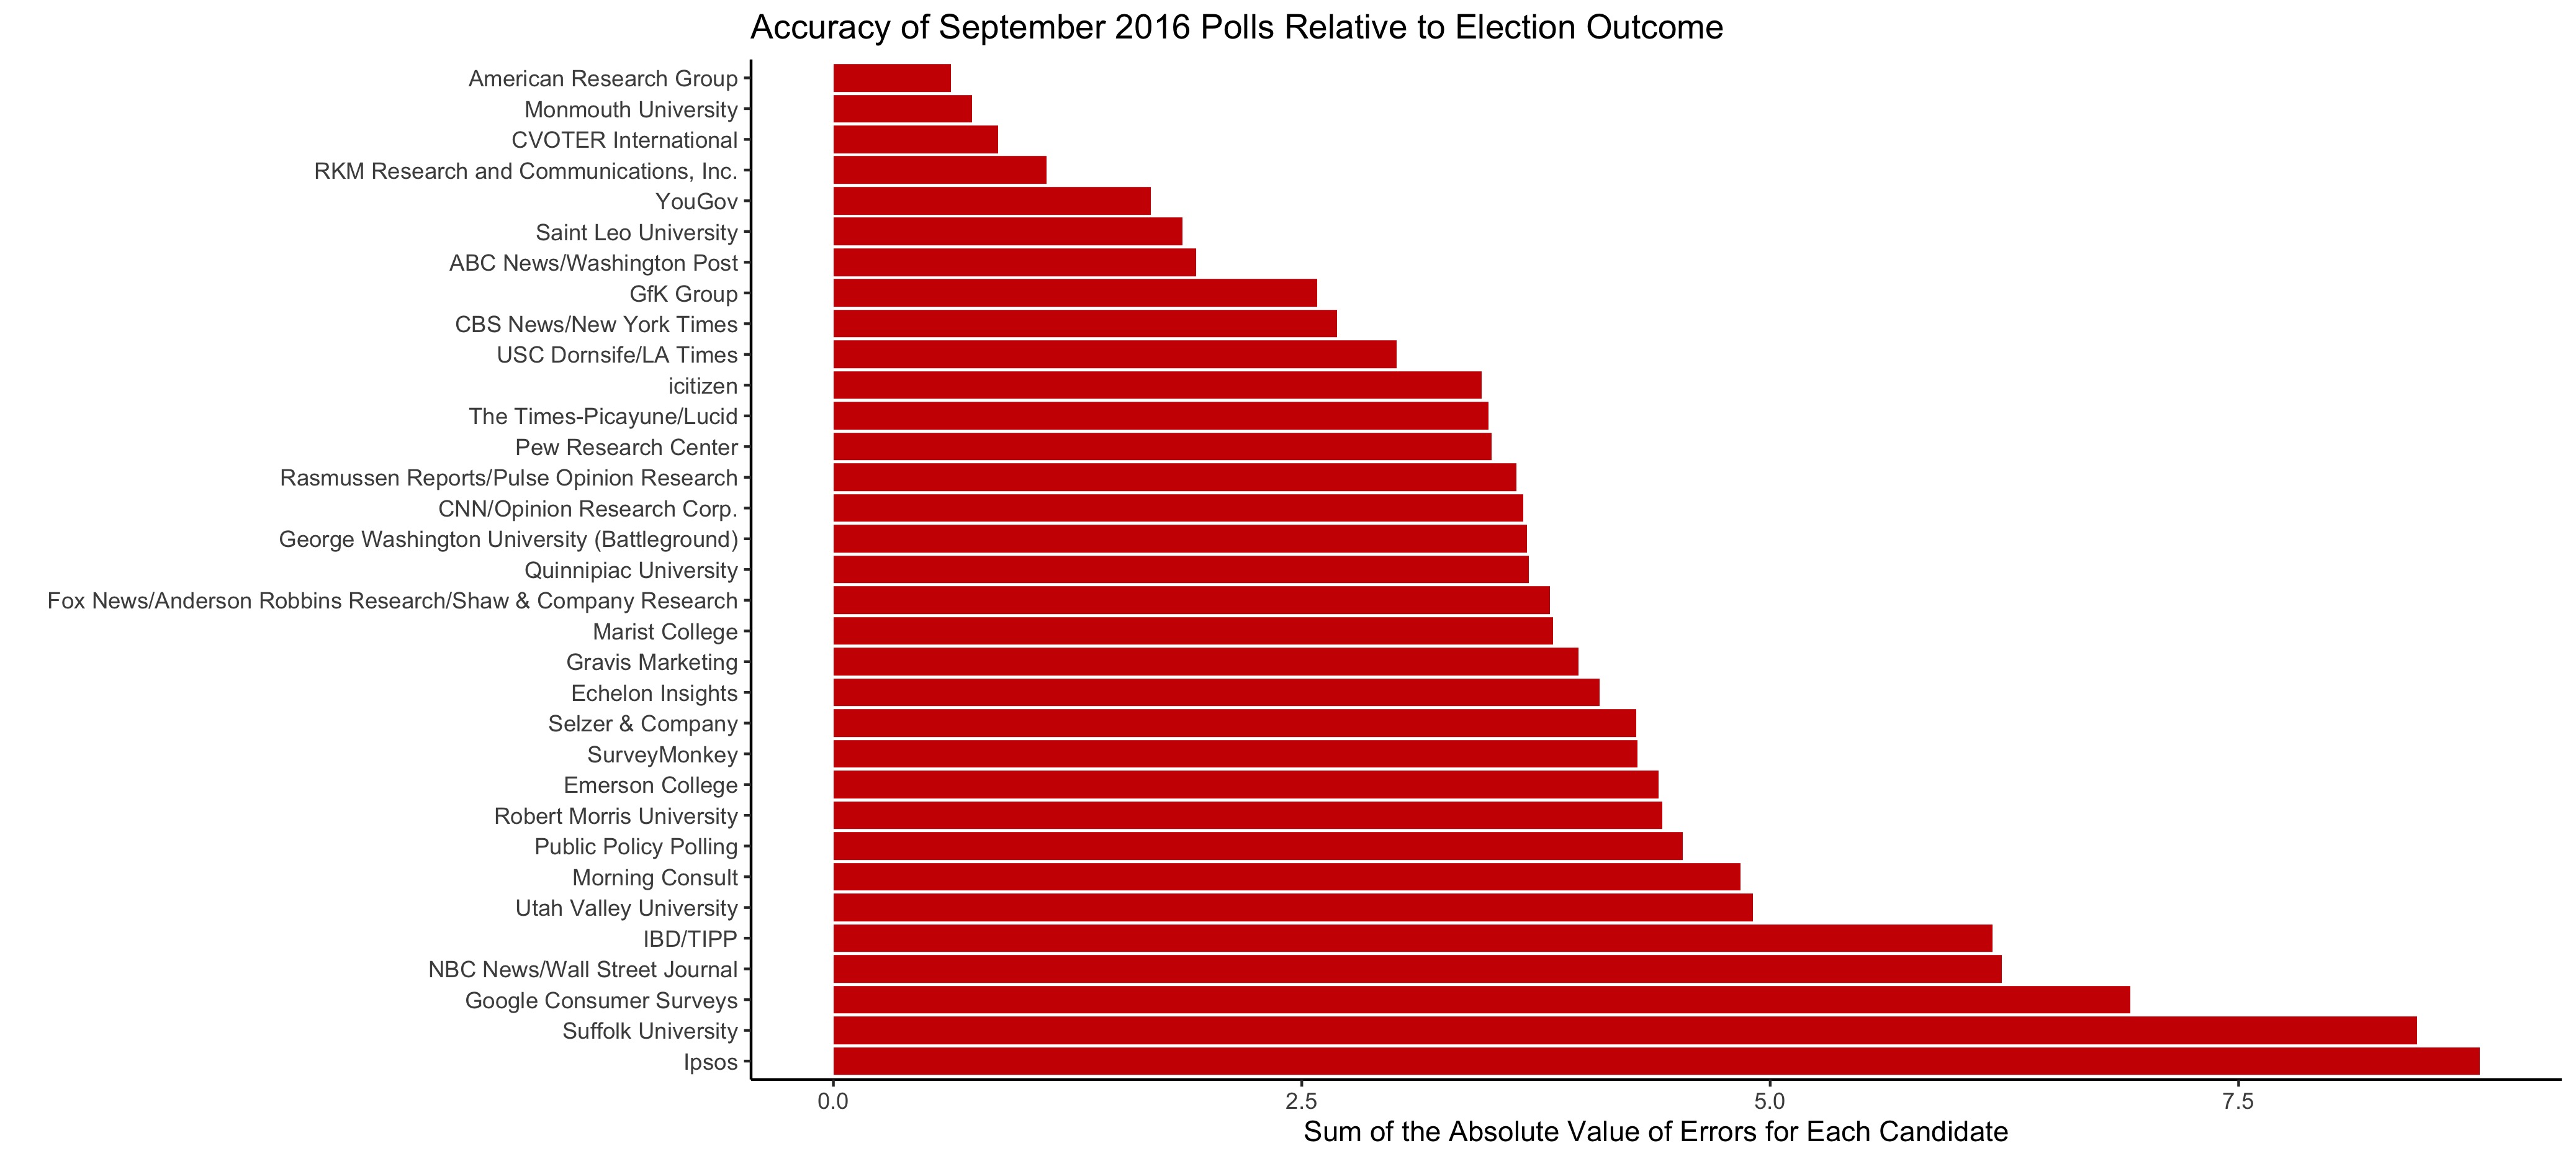 Accuracy of September 2016 Polls Relative to Election Outcome
American Research Group
Monmouth University
CVOTER International
RKM Research and Communications, Inc.
YouGov
Saint Leo University
ABC News/Washington Post
GfK Group
CBS News/New York Times
USC Dornsife/LA Times
icitizen
The Times-Picayune/Lucid
Pew Research Center
Rasmussen Reports/Pulse Opinion Research
CNN/Opinion Research Corp.
George Washington University (Battleground)
Quinnipiac University
Fox News/Anderson Robbins Research/Shaw & Company Research
Marist College
Gravis Marketing
Echelon Insights
Selzer & Company
SurveyMonkey
Emerson College
Robert Morris University
Public Policy Polling
Morning Consult
Utah Valley University
IBD/TIPP
NBC News/Wall Street Journal
Google Consumer Surveys
Suffolk University
Ipsos
0.0 2.5 5.0 7.5
Sum of the Absolute Value of Errors for Each Candidate